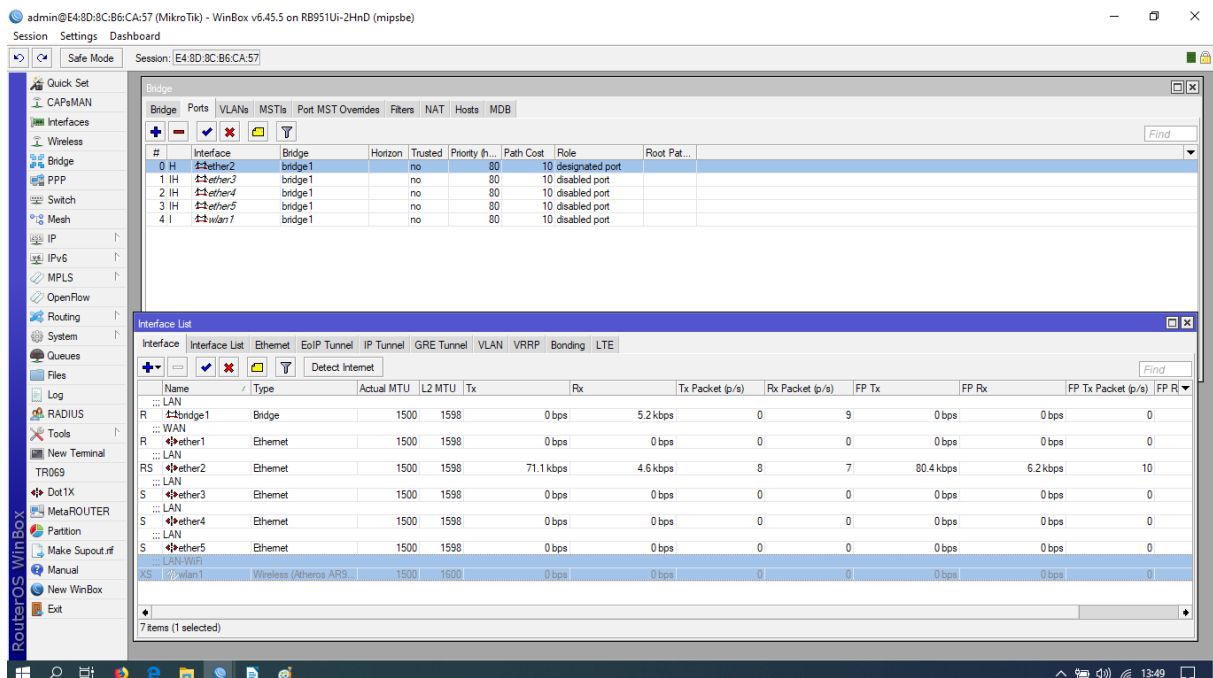 admin@E4:8D:8C:B6:CA:57 (MikroTik) - WinBox v6.45.5 on RB951Ui-2HnD (mipsbe)
Session Settings Dashboard
Safe Mode Session: E4:8D:8C:B6:CA:57
Quick Set
CAPsMAN
Interfaces
Wireless
Bridge
PPP
Switch
Mesh
IP
IPv6
MPLS
OpenFlow
Routing
System
Queues
Files
Log
RADIUS
Tools
New Terminal
TR069
Dot1X
MetaROUTER
Partition
Make Supout.rif
Manual
New WinBox
Exit
RouterOS WinBox
Bridge
Bridge Ports VLANs MSTIs Port MST Overrides Filters NAT Hosts MDB
Find
# Interface Bridge Horizon Trusted Priority (h... Path Cost Role Root Pat...
0 H ether2 bridge1 no 80 10 designated port
1 IH ether3 bridge1 no 80 10 disabled port
2 IH ether4 bridge1 no 80 10 disabled port
3 IH ether5 bridge1 no 80 10 disabled port
4 I wlan1 bridge1 no 80 10 disabled port
Interface List
Interface Interface List Ethernet EoIP Tunnel IP Tunnel GRE Tunnel VLAN VRRP Bonding LTE
Detect Internet Find
Name / Type Actual MTU L2 MTU Tx Rx Tx Packet (p/s) Rx Packet (p/s) FP Tx FP Rx FP Tx Packet (p/s) FP R
;;; LAN
R bridge1 Bridge 1500 1598 0 bps 5.2 kbps 0 9 0 bps 0 bps 0
;;; WAN
R ether1 Ethernet 1500 1598 0 bps 0 bps 0 0 0 bps 0 bps 0
;;; LAN
RS ether2 Ethernet 1500 1598 71.1 kbps 4.6 kbps 8 7 80.4 kbps 6.2 kbps 10
;;; LAN
S ether3 Ethernet 1500 1598 0 bps 0 bps 0 0 0 bps 0 bps 0
;;; LAN
S ether4 Ethernet 1500 1598 0 bps 0 bps 0 0 0 bps 0 bps 0
;;; LAN
S ether5 Ethernet 1500 1598 0 bps 0 bps 0 0 0 bps 0 bps 0
;;; LAN-WiFi
XS wlan1 Wireless (Atheros AR9... 1500 1600 0 bps 0 bps 0 0 0 bps 0 bps 0
7 items (1 selected)
13:49